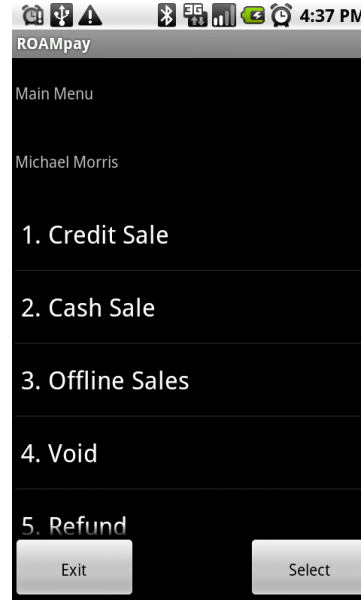 3G 4:37 PM
ROAMpay
Main Menu
Michael Morris
1. Credit Sale
2. Cash Sale
3. Offline Sales
4. Void
5. Refund
Exit Select